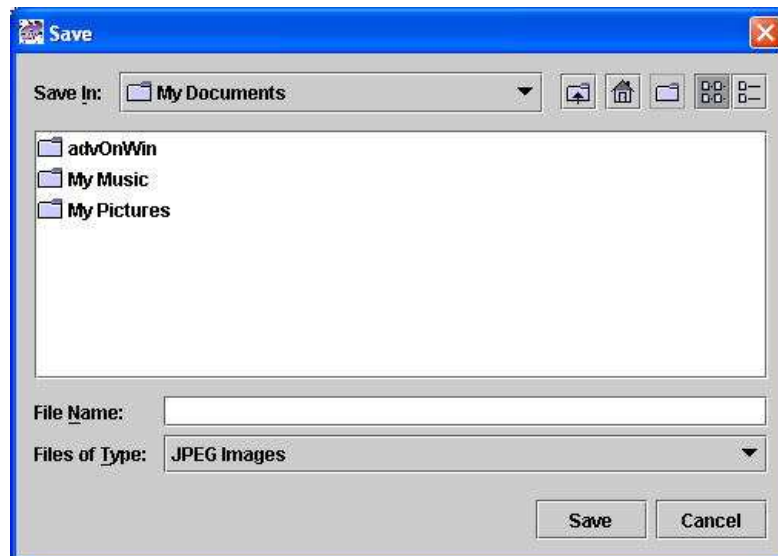 Save
Save In: My Documents
advOnWin
My Music
My Pictures
File Name:
Files of Type: JPEG Images
Save Cancel